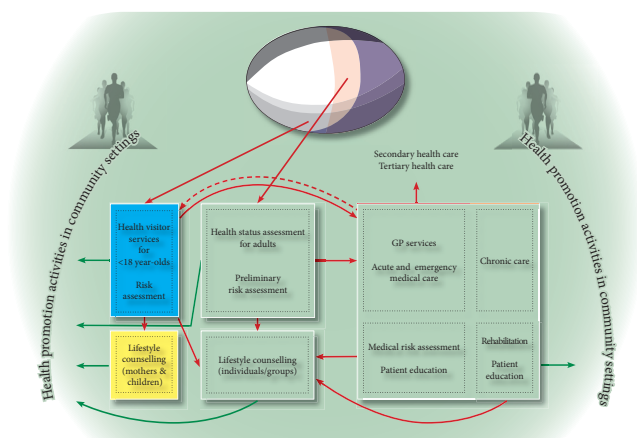 Health promotion activities in community settings
Health promotion activities in community settings
Secondary health care
Tertiary health care
Health visitor
services
for
<18 year-olds
Risk
assessment
Health status assessment
for adults
Preliminary
risk assessment
GP services
Acute and emergency
medical care
Chronic care
Lifestyle
counselling
(mothers &
children)
Lifestyle counselling
(individuals/groups)
Medical risk assessment
Patient education
Rehabilitation
Patient
education